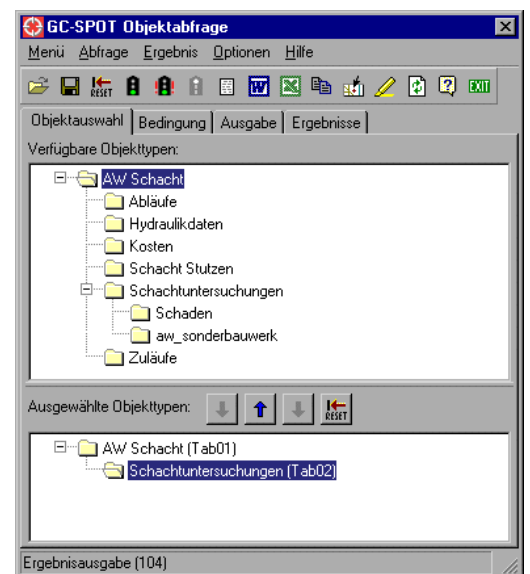 GC-SPOT Objektabfrage
Menü Abfrage Ergebnis Optionen Hilfe
RESET W EXIT
Objektauswahl Bedingung Ausgabe Ergebnisse
Verfügbare Objekttypen:
AW Schacht
Abläufe
Hydraulikdaten
Kosten
Schacht Stutzen
Schachtuntersuchungen
Schaden
aw_sonderbauwerk
Zuläufe
Ausgewählte Objekttypen: RESET
AW Schacht (Tab01)
Schachtuntersuchungen (Tab02)
Ergebnisausgabe (104)